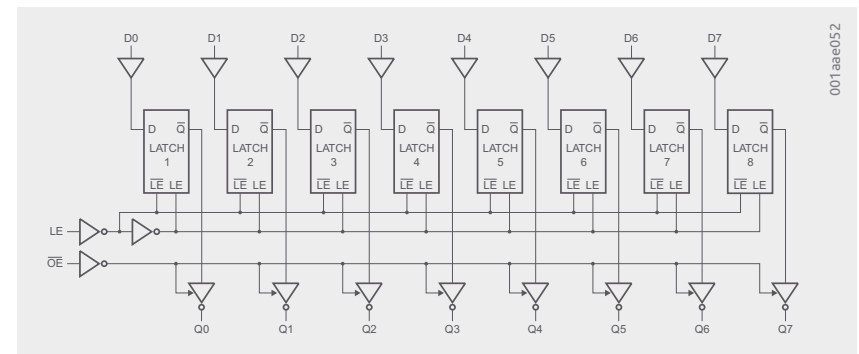 D0 D1 D2 D3 D4 D5 D6 D7
001aae052
D Q̅ D Q̅ D Q̅ D Q̅ D Q̅ D Q̅ D Q̅ D Q̅
LATCH LATCH LATCH LATCH LATCH LATCH LATCH LATCH
1 2 3 4 5 6 7 8
L̅E̅ LE L̅E̅ LE L̅E̅ LE L̅E̅ LE L̅E̅ LE L̅E̅ LE L̅E̅ LE L̅E̅ LE
LE
O̅E̅
Q0 Q1 Q2 Q3 Q4 Q5 Q6 Q7